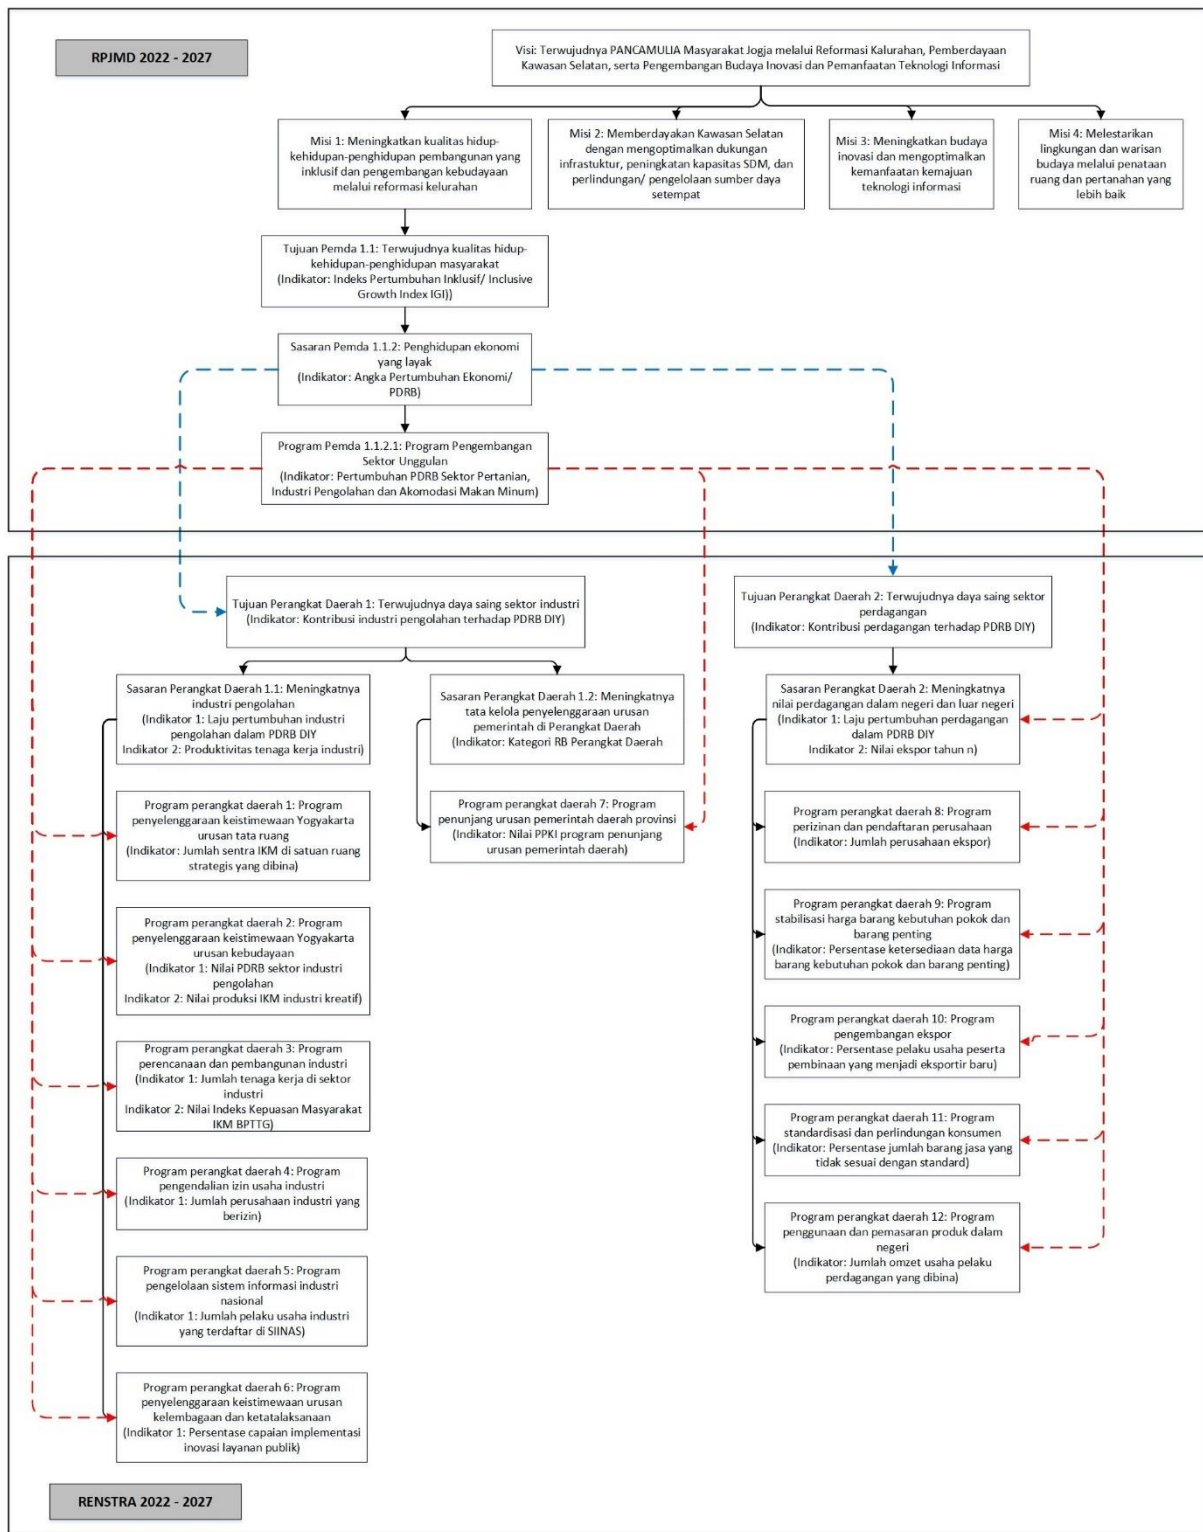 RPJMD 2022 - 2027
Visi: Terwujudnya PANCAMULIA Masyarakat Jogja melalui Reformasi Kalurahan, Pemberdayaan
Kawasan Selatan, serta Pengembangan Budaya Inovasi dan Pemanfaatan Teknologi Informasi
Misi 1: Meningkatkan kualitas hidup-
kehidupan-penghidupan pembangunan yang
inklusif dan pengembangan kebudayaan
melalui reformasi kelurahan
Misi 2: Memberdayakan Kawasan Selatan
dengan mengoptimalkan dukungan
infrastuktur, peningkatan kapasitas SDM, dan
perlindungan/ pengelolaan sumber daya
setempat
Misi 3: Meningkatkan budaya
inovasi dan mengoptimalkan
kemanfaatan kemajuan
teknologi informasi
Misi 4: Melestarikan
lingkungan dan warisan
budaya melalui penataan
ruang dan pertanahan yang
lebih baik
Tujuan Pemda 1.1: Terwujudnya kualitas hidup-
kehidupan-penghidupan masyarakat
(Indikator: Indeks Pertumbuhan Inklusif/ Inclusive
Growth Index IGI))
Sasaran Pemda 1.1.2: Penghidupan ekonomi
yang layak
(Indikator: Angka Pertumbuhan Ekonomi/
PDRB)
Program Pemda 1.1.2.1: Program Pengembangan
Sektor Unggulan
(Indikator: Pertumbuhan PDRB Sektor Pertanian,
Industri Pengolahan dan Akomodasi Makan Minum)
Tujuan Perangkat Daerah 1: Terwujudnya daya saing sektor industri
(Indikator: Kontribusi industri pengolahan terhadap PDRB DIY)
Tujuan Perangkat Daerah 2: Terwujudnya daya saing sektor
perdagangan
(Indikator: Kontribusi perdagangan terhadap PDRB DIY)
Sasaran Perangkat Daerah 1.1: Meningkatnya
industri pengolahan
(Indikator 1: Laju pertumbuhan industri
pengolahan dalam PDRB DIY
Indikator 2: Produktivitas tenaga kerja industri)
Sasaran Perangkat Daerah 1.2: Meningkatnya
tata kelola penyelenggaraan urusan
pemerintah di Perangkat Daerah
(Indikator: Kategori RB Perangkat Daerah
Sasaran Perangkat Daerah 2: Meningkatnya
nilai perdagangan dalam negeri dan luar negeri
(Indikator 1: Laju pertumbuhan perdagangan
dalam PDRB DIY
Indikator 2: Nilai ekspor tahun n)
Program perangkat daerah 1: Program
penyelenggaraan keistimewaan Yogyakarta
urusan tata ruang
(Indikator: Jumlah sentra IKM di satuan ruang
strategis yang dibina)
Program perangkat daerah 7: Program
penunjang urusan pemerintah daerah provinsi
(Indikator: Nilai PPKI program penunjang
urusan pemerintah daerah)
Program perangkat daerah 8: Program
perizinan dan pendaftaran perusahaan
(Indikator: Jumlah perusahaan ekspor)
Program perangkat daerah 2: Program
penyelenggaraan keistimewaan Yogyakarta
urusan kebudayaan
(Indikator 1: Nilai PDRB sektor industri
pengolahan
Indikator 2: Nilai produksi IKM industri kreatif)
Program perangkat daerah 9: Program
stabilisasi harga barang kebutuhan pokok dan
barang penting
(Indikator: Persentase ketersediaan data harga
barang kebutuhan pokok dan barang penting)
Program perangkat daerah 3: Program
perencanaan dan pembangunan industri
(Indikator 1: Jumlah tenaga kerja di sektor
industri
Indikator 2: Nilai Indeks Kepuasan Masyarakat
IKM BPTTG)
Program perangkat daerah 10: Program
pengembangan ekspor
(Indikator: Persentase pelaku usaha peserta
pembinaan yang menjadi eksportir baru)
Program perangkat daerah 4: Program
pengendalian izin usaha industri
(Indikator 1: Jumlah perusahaan industri yang
berizin)
Program perangkat daerah 11: Program
standardisasi dan perlindungan konsumen
(Indikator: Persentase jumlah barang jasa yang
tidak sesuai dengan standard)
Program perangkat daerah 5: Program
pengelolaan sistem informasi industri
nasional
(Indikator 1: Jumlah pelaku usaha industri
yang terdaftar di SIINAS)
Program perangkat daerah 12: Program
penggunaan dan pemasaran produk dalam
negeri
(Indikator: Jumlah omzet usaha pelaku
perdagangan yang dibina)
Program perangkat daerah 6: Program
penyelenggaraan keistimewaan urusan
kelembagaan dan ketatalaksanaan
(Indikator 1: Persentase capaian implementasi
inovasi layanan publik)
RENSTRA 2022 - 2027